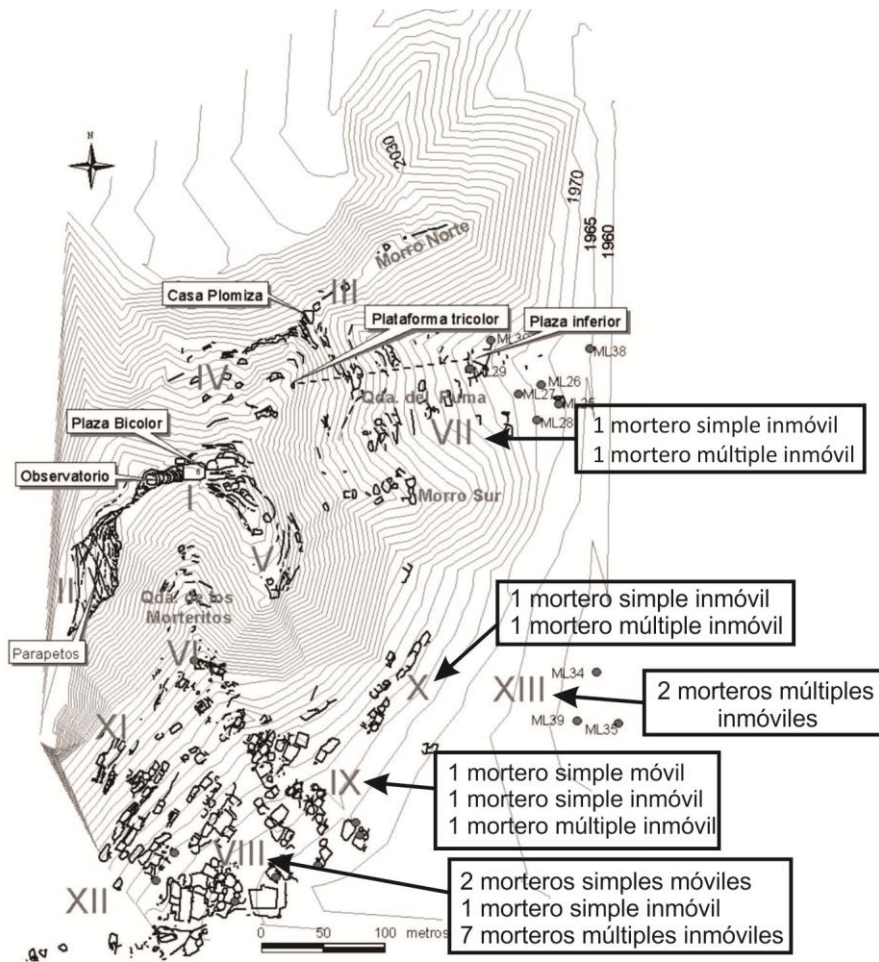 N
2030
1970
1965
1960
Morro Norte
Casa Plomiza
III
Plataforma tricolor
Plaza inferior
ML38
ML29
IV
ML26
ML27
Qda. del Puma
ML28
VII
1 mortero simple inmóvil
1 mortero múltiple inmóvil
Plaza Bicolor
Observatorio
I
Morro Sur
V
II
Qda. de los
Morteritos
1 mortero simple inmóvil
1 mortero múltiple inmóvil
Parapetos
VI
X
XIII
ML34
2 morteros múltiples
inmóviles
ML39
ML35
XI
1 mortero simple móvil
1 mortero simple inmóvil
1 mortero múltiple inmóvil
IX
VIII
2 morteros simples móviles
1 mortero simple inmóvil
7 morteros múltiples inmóviles
XII
0 50 100 metros